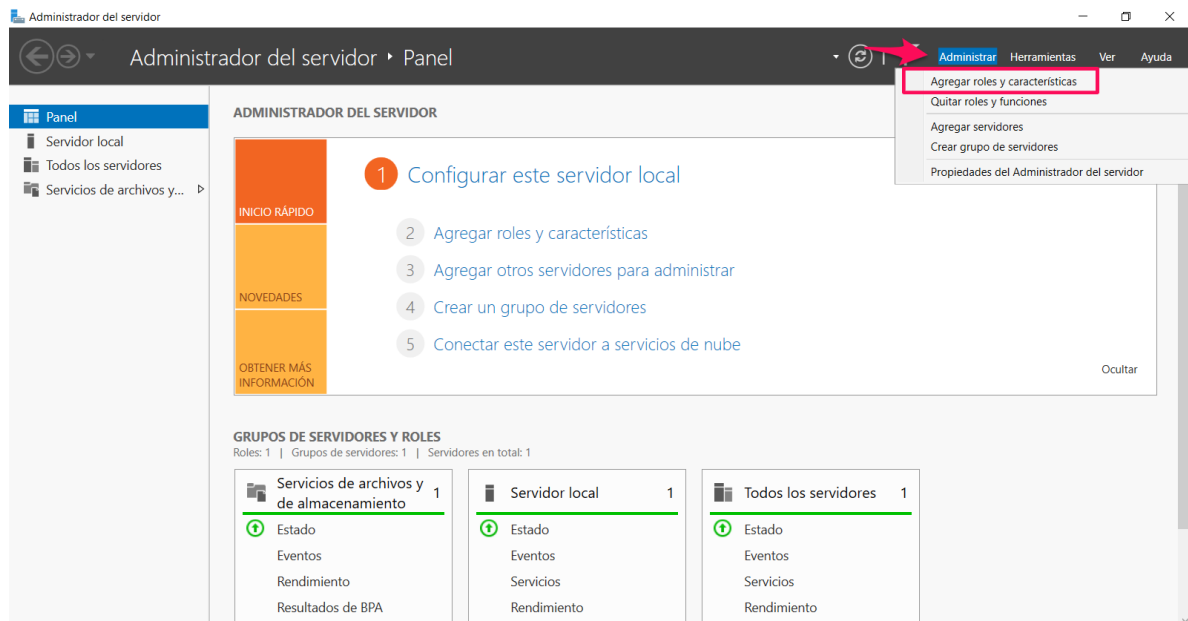 Administrador del servidor
Administrador del servidor ‣ Panel
Administrar Herramientas Ver Ayuda
Agregar roles y características
Quitar roles y funciones
Agregar servidores
Crear grupo de servidores
Propiedades del Administrador del servidor
Panel
Servidor local
Todos los servidores
Servicios de archivos y...
ADMINISTRADOR DEL SERVIDOR
INICIO RÁPIDO
NOVEDADES
OBTENER MÁS
INFORMACIÓN
1 Configurar este servidor local
2 Agregar roles y características
3 Agregar otros servidores para administrar
4 Crear un grupo de servidores
5 Conectar este servidor a servicios de nube
Ocultar
GRUPOS DE SERVIDORES Y ROLES
Roles: 1 | Grupos de servidores: 1 | Servidores en total: 1
Servicios de archivos y
de almacenamiento 1
Estado
Eventos
Rendimiento
Resultados de BPA
Servidor local 1
Estado
Eventos
Servicios
Rendimiento
Todos los servidores 1
Estado
Eventos
Servicios
Rendimiento